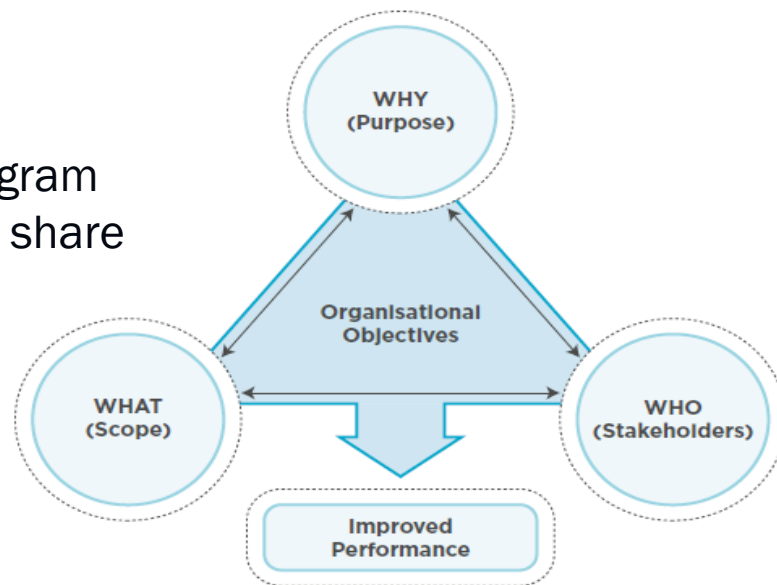 WHY
(Purpose)
gram
share
Organisational
Objectives
WHAT
(Scope)
WHO
(Stakeholders)
Improved
Performance